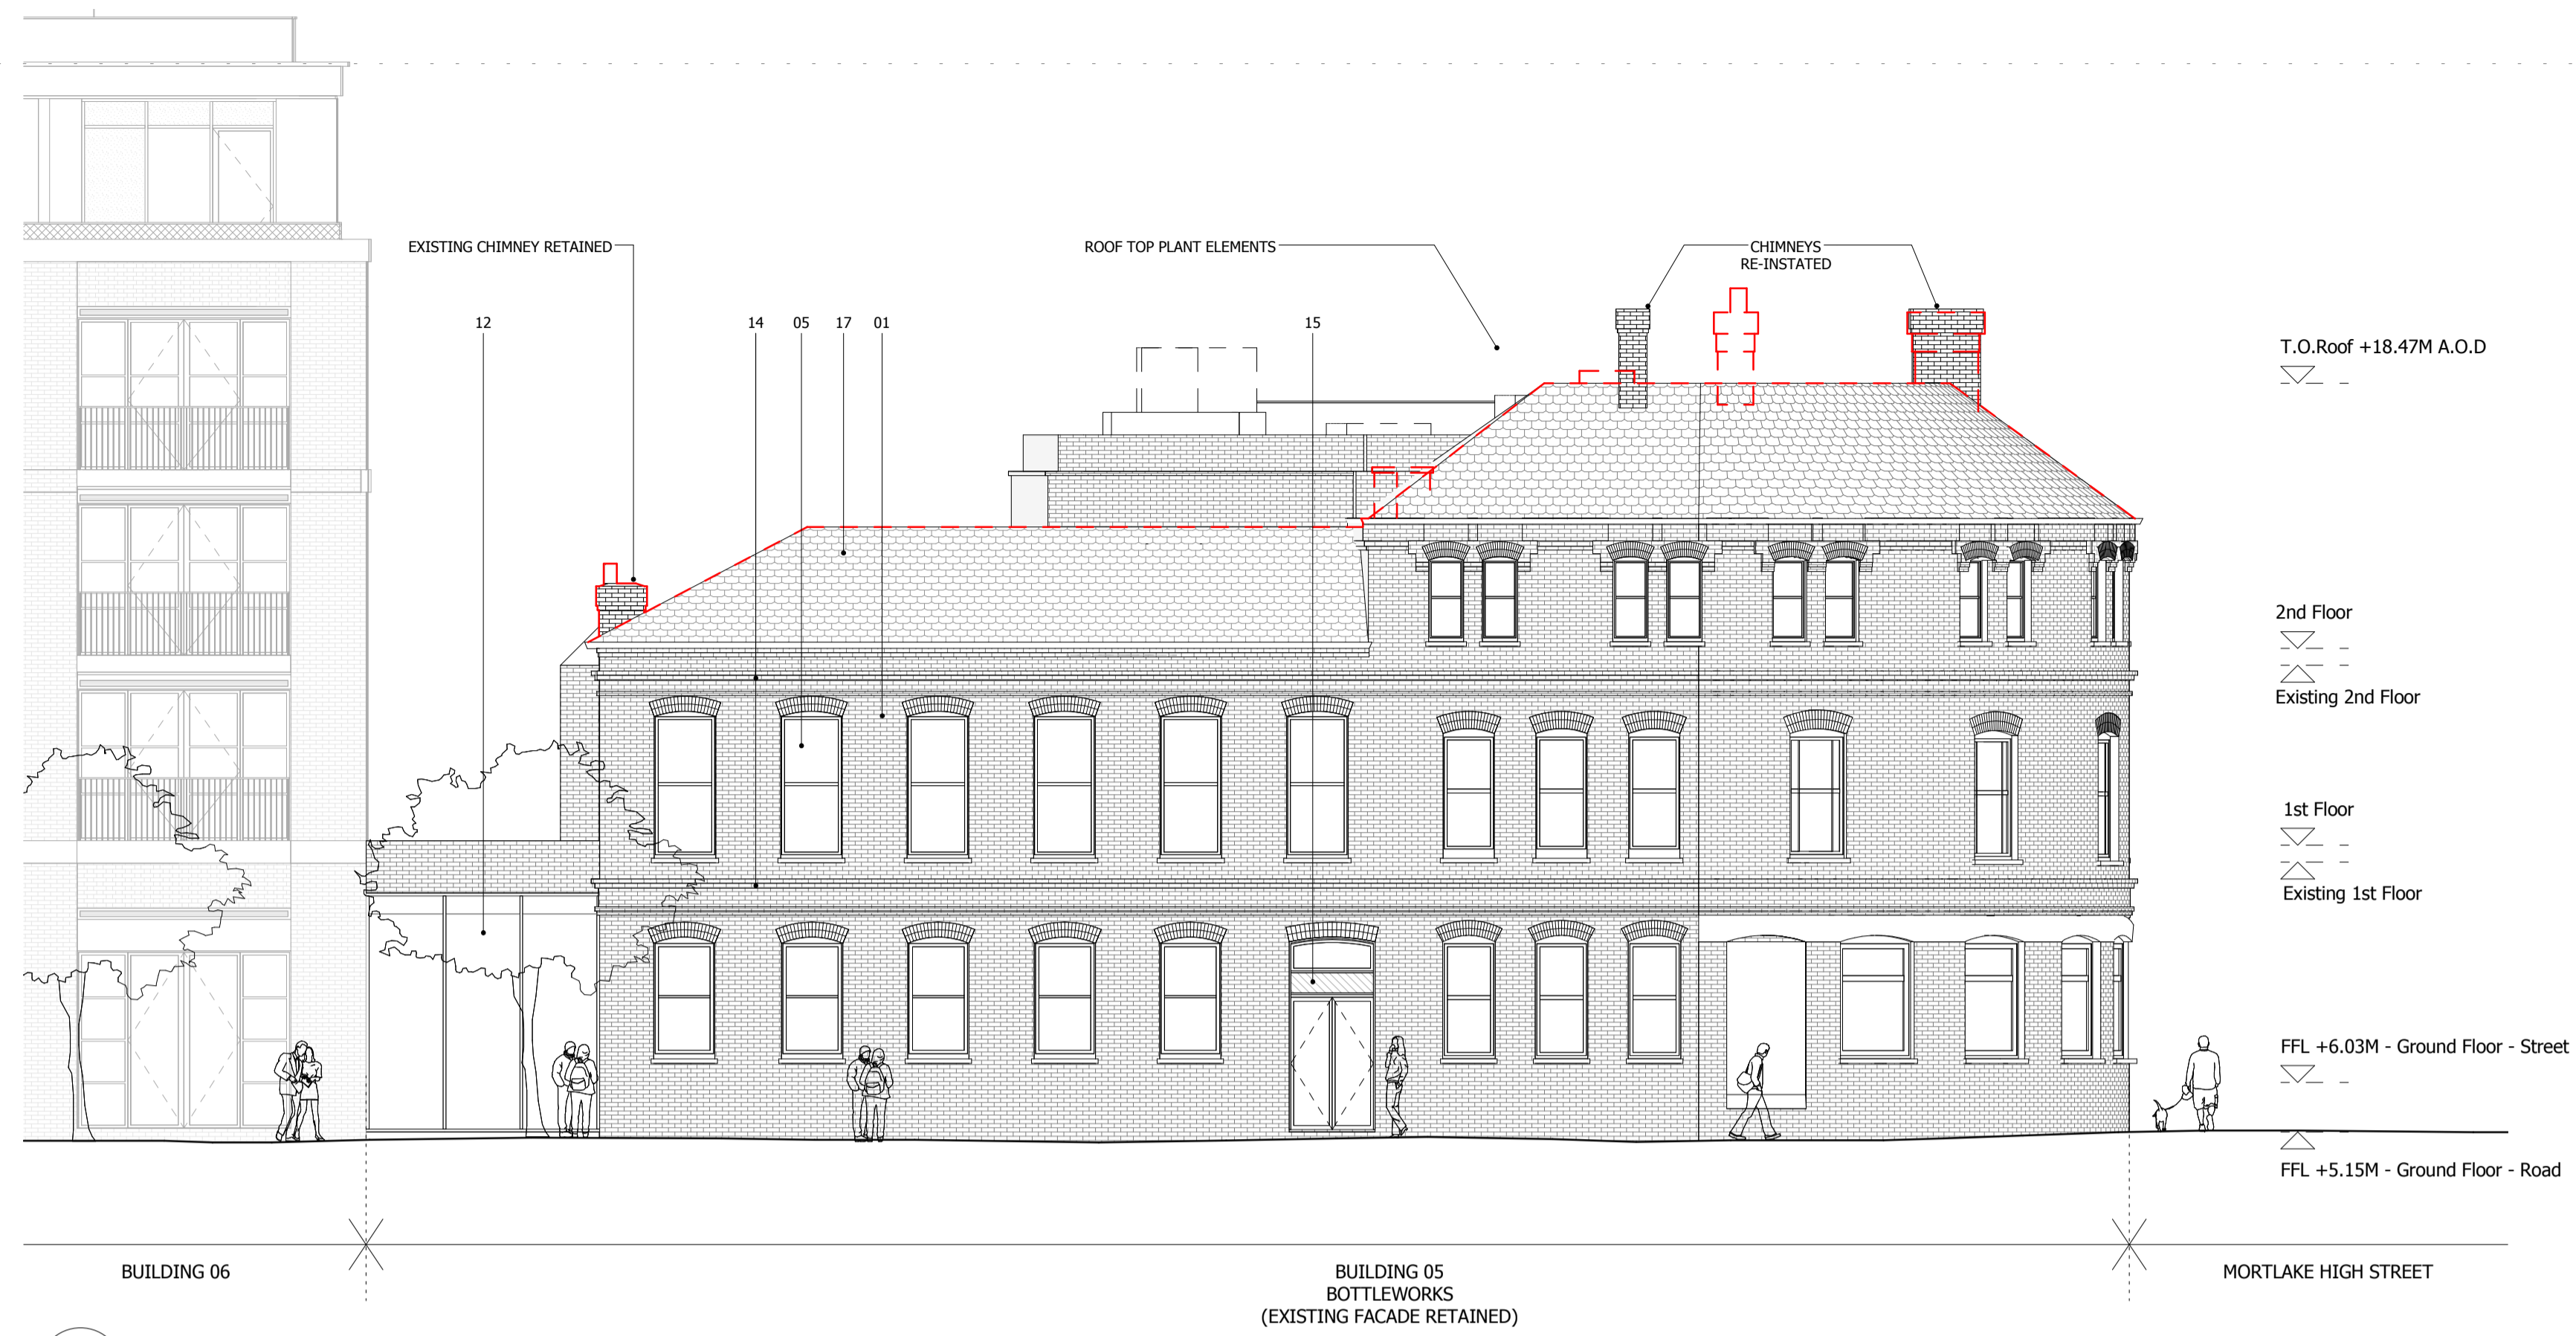 EXISTING CHIMNEY RETAINED
ROOF TOP PLANT ELEMENTS
CHIMNEYS
RE-INSTATED
12
14
05
17
01
15
T.O.Roof +18.47M A.O.D
2nd Floor
Existing 2nd Floor
1st Floor
Existing 1st Floor
FFL +6.03M - Ground Floor - Street
FFL +5.15M - Ground Floor - Road
BUILDING 06
BUILDING 05
BOTTLEWORKS
(EXISTING FACADE RETAINED)
MORTLAKE HIGH STREET